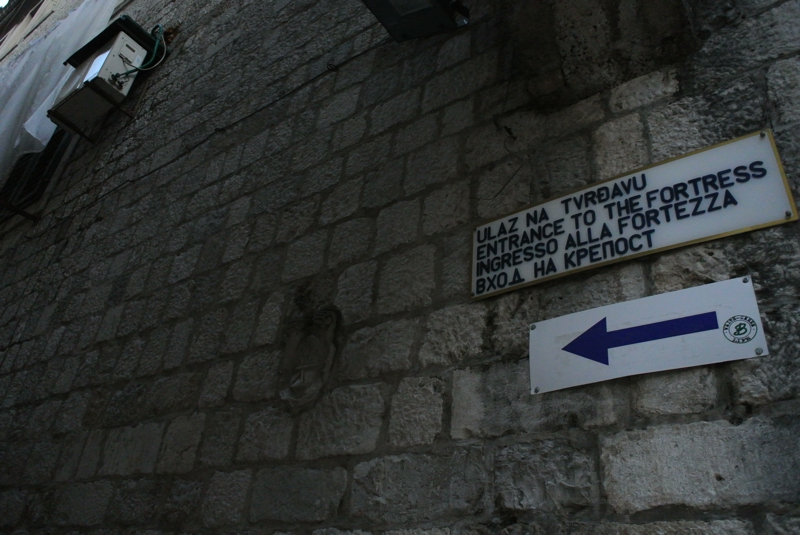 ULAZ NA TVRĐAVU
ENTRANCE TO THE FORTRESS
INGRESSO ALLA FORTEZZA
ВХОД НА КРЕПОСТ